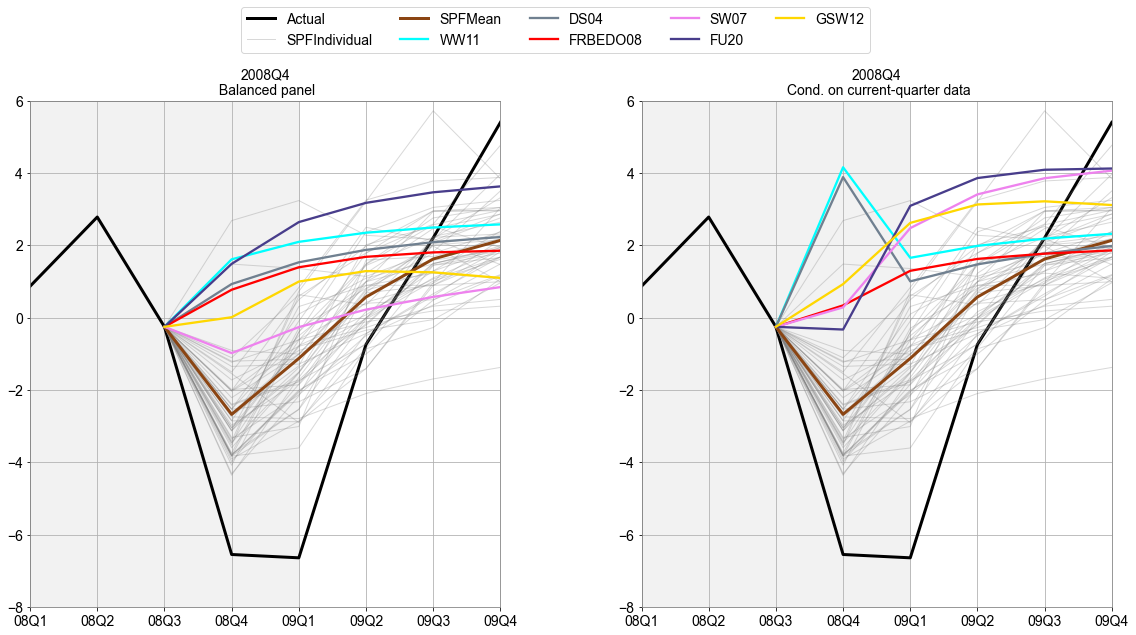 Actual SPFMean DS04 SW07 GSW12
SPFIndividual WW11 FRBEDO08 FU20
2008Q4
Balanced panel
6
4
2
0
−2
−4
−6
−8
08Q1 08Q2 08Q3 08Q4 09Q1 09Q2 09Q3 09Q4
2008Q4
Cond. on current-quarter data
6
4
2
0
−2
−4
−6
−8
08Q1 08Q2 08Q3 08Q4 09Q1 09Q2 09Q3 09Q4